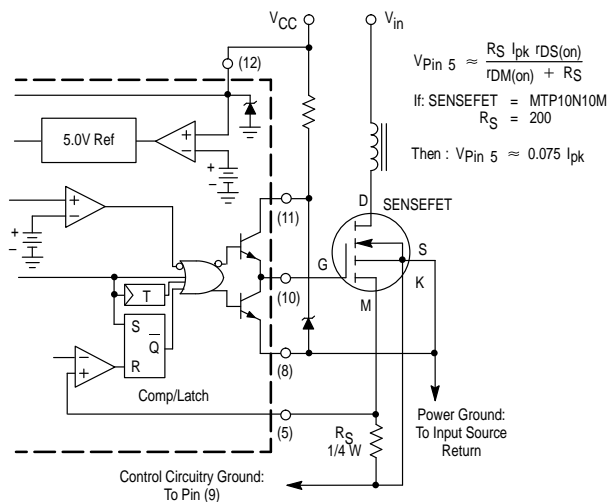 VCC
Vin
(12)
VPin 5 ≈ RS Ipk rDS(on)
rDM(on) + RS
If: SENSEFET = MTP10N10M
RS = 200
Then : VPin 5 ≈ 0.075 Ipk
5.0V Ref
+
–
+
–
+
–
+
–
(11)
D
SENSEFET
S
G
K
(10)
M
T
S
Q
R
–
+
(8)
Comp/Latch
(5)
Power Ground:
To Input Source
Return
RS
1/4 W
Control Circuitry Ground:
To Pin (9)